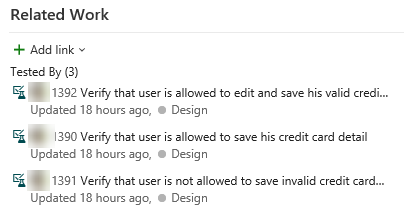 Related Work
Add link
Tested By (3)
1392 Verify that user is allowed to edit and save his valid credi...
Updated 18 hours ago, Design
1390 Verify that user is allowed to save his credit card detail
Updated 18 hours ago, Design
1391 Verify that user is not allowed to save invalid credit card...
Updated 18 hours ago, Design